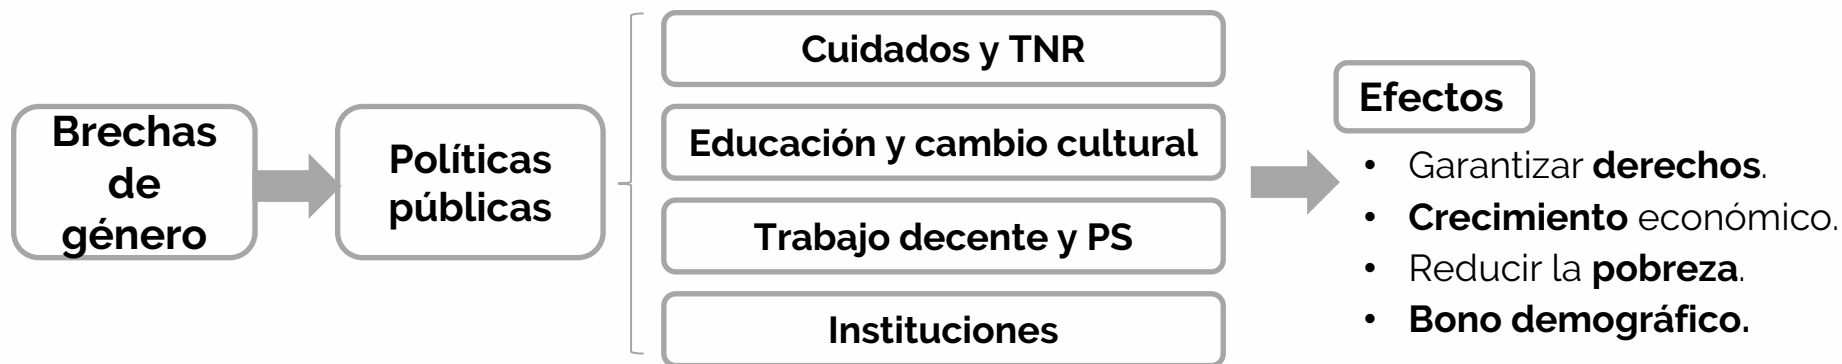 Brechas
de
género
Políticas
públicas
Cuidados y TNR
Educación y cambio cultural
Trabajo decente y PS
Instituciones
Efectos
• Garantizar derechos.
• Crecimiento económico.
• Reducir la pobreza.
• Bono demográfico.